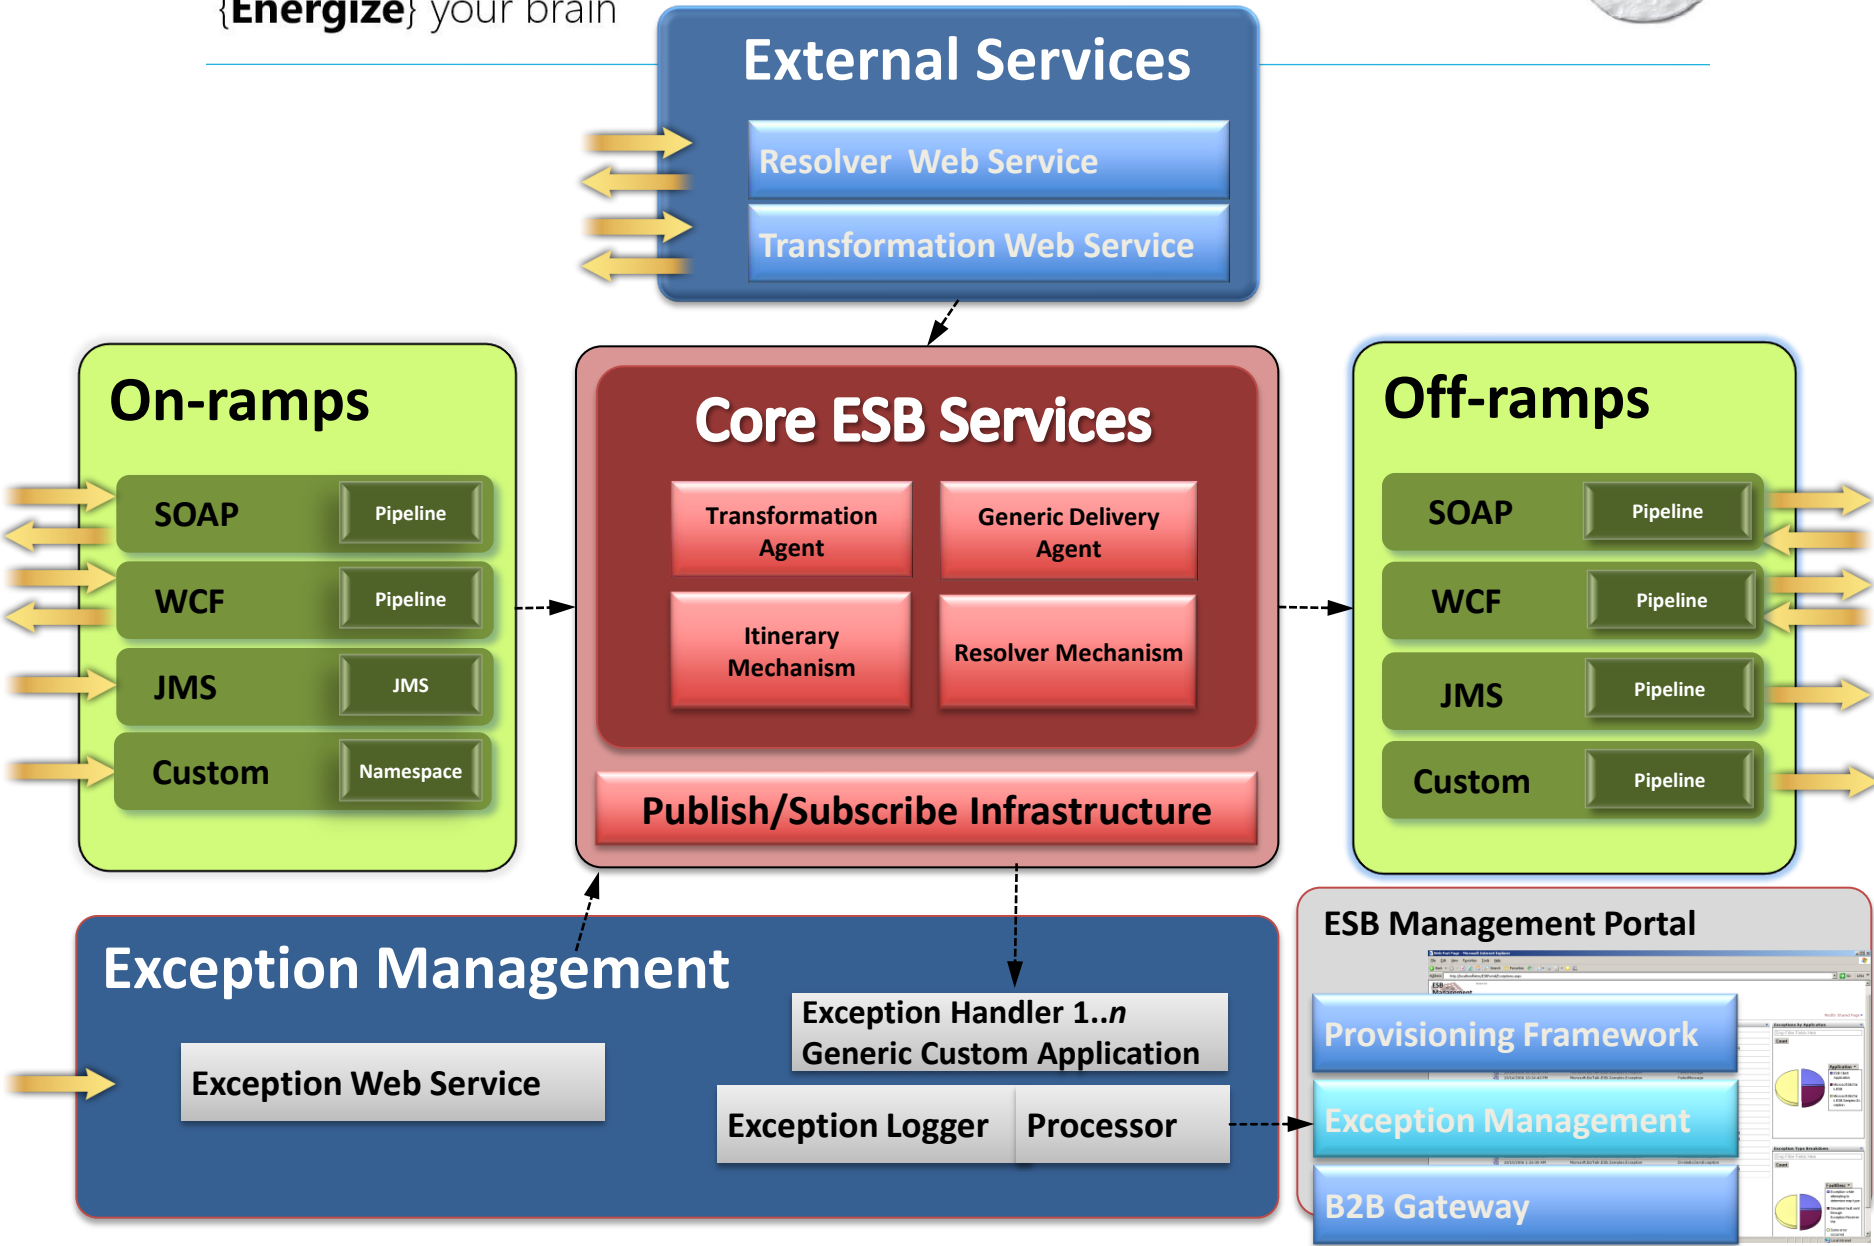 {Energize} your brain
External Services
Resolver Web Service
Transformation Web Service
On-ramps
SOAP
Pipeline
WCF
Pipeline
JMS
JMS
Custom
Namespace
Core ESB Services
Transformation
Agent
Generic Delivery
Agent
Itinerary
Mechanism
Resolver Mechanism
Publish/Subscribe Infrastructure
Off-ramps
SOAP
Pipeline
WCF
Pipeline
JMS
Pipeline
Custom
Pipeline
Exception Management
Exception Web Service
Exception Handler 1..n
Generic Custom Application
Exception Logger
Processor
ESB Management Portal
Provisioning Framework
Exception Management
B2B Gateway